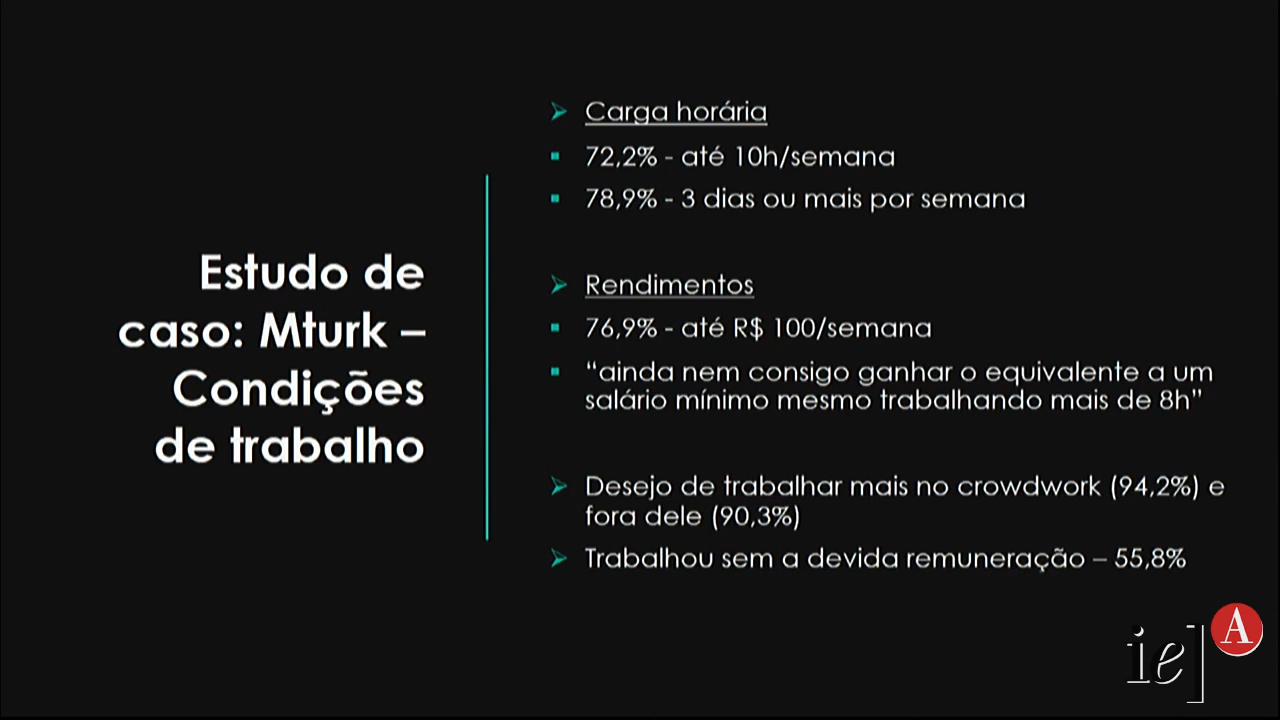 Estudo de
caso: Mturk –
Condições
de trabalho
Carga horária
72,2% - até 10h/semana
78,9% - 3 dias ou mais por semana
Rendimentos
76,9% - até R$ 100/semana
“ainda nem consigo ganhar o equivalente a um
salário mínimo mesmo trabalhando mais de 8h”
Desejo de trabalhar mais no crowdwork (94,2%) e
fora dele (90,3%)
Trabalhou sem a devida remuneração – 55,8%
ie] A